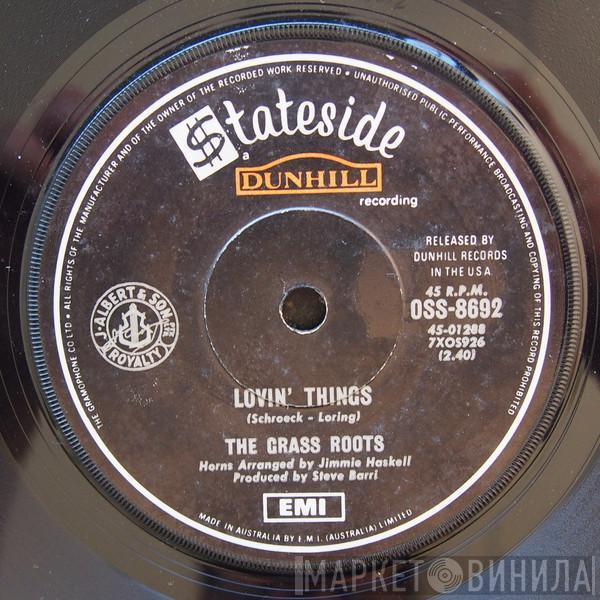 THE GRAMOPHONE CO LTD • ALL RIGHTS OF THE MANUFACTURER AND OF THE OWNER OF THE RECORDED WORK RESERVED • UNAUTHORISED PUBLIC PERFORMANCE BROADCASTING AND COPYING OF THIS RECORD PROHIBITED
$tateside
a
DUNHILL
recording
RELEASED BY
DUNHILL RECORDS
IN THE U.S.A
45 R.P.M.
OSS-8692
45-01288
7XOS926
(2.40)
J. ALBERT & SON PTY LTD
ROYALTY
LOVIN' THINGS
(Schroeck - Loring)
THE GRASS ROOTS
Horns Arranged by Jimmie Haskell
Produced by Steve Barri
EMI
MADE IN AUSTRALIA BY E.M.I. (AUSTRALIA) LIMITED
МАРКЕТ ВИНИЛА